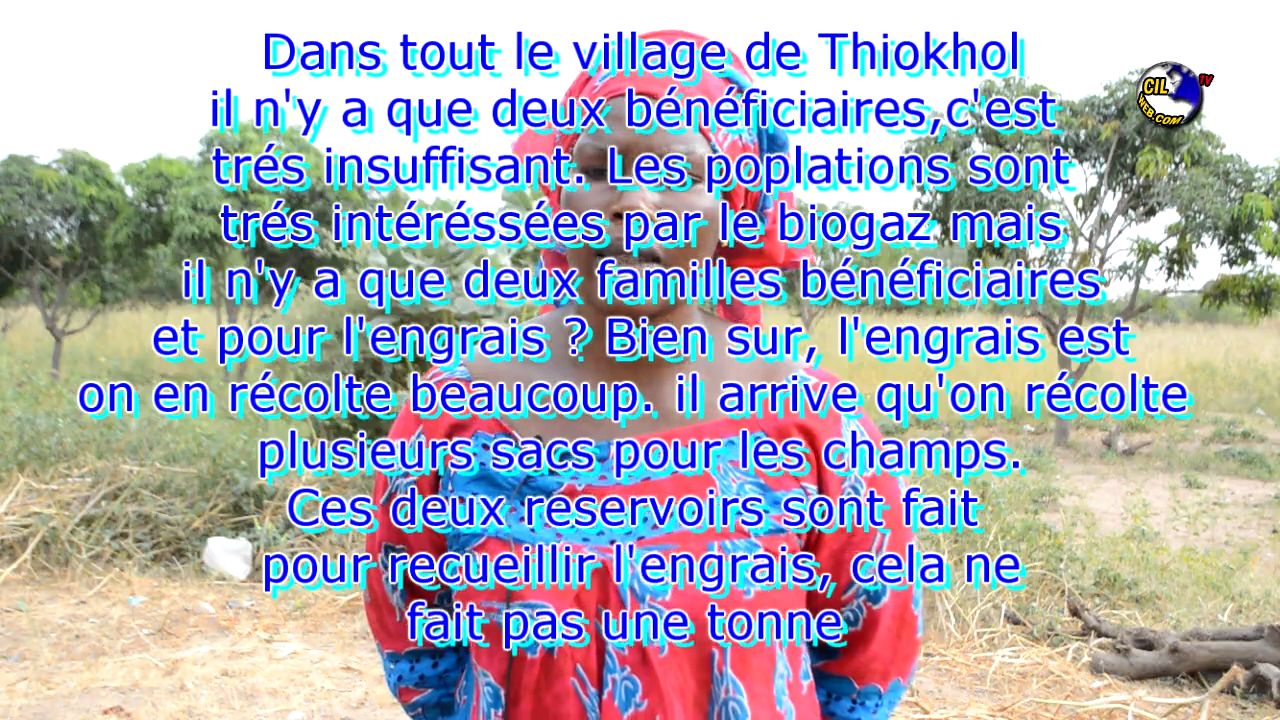 Dans tout le village de Thiokhol
il n'y a que deux bénéficiaires,c'est
trés insuffisant. Les poplations sont
trés intéréssées par le biogaz mais
il n'y a que deux familles bénéficiaires
et pour l'engrais ? Bien sur, l'engrais est
on en récolte beaucoup. il arrive qu'on récolte
plusieurs sacs pour les champs.
Ces deux reservoirs sont fait
pour recueillir l'engrais, cela ne
fait pas une tonne
CIL TV
WEB.COM